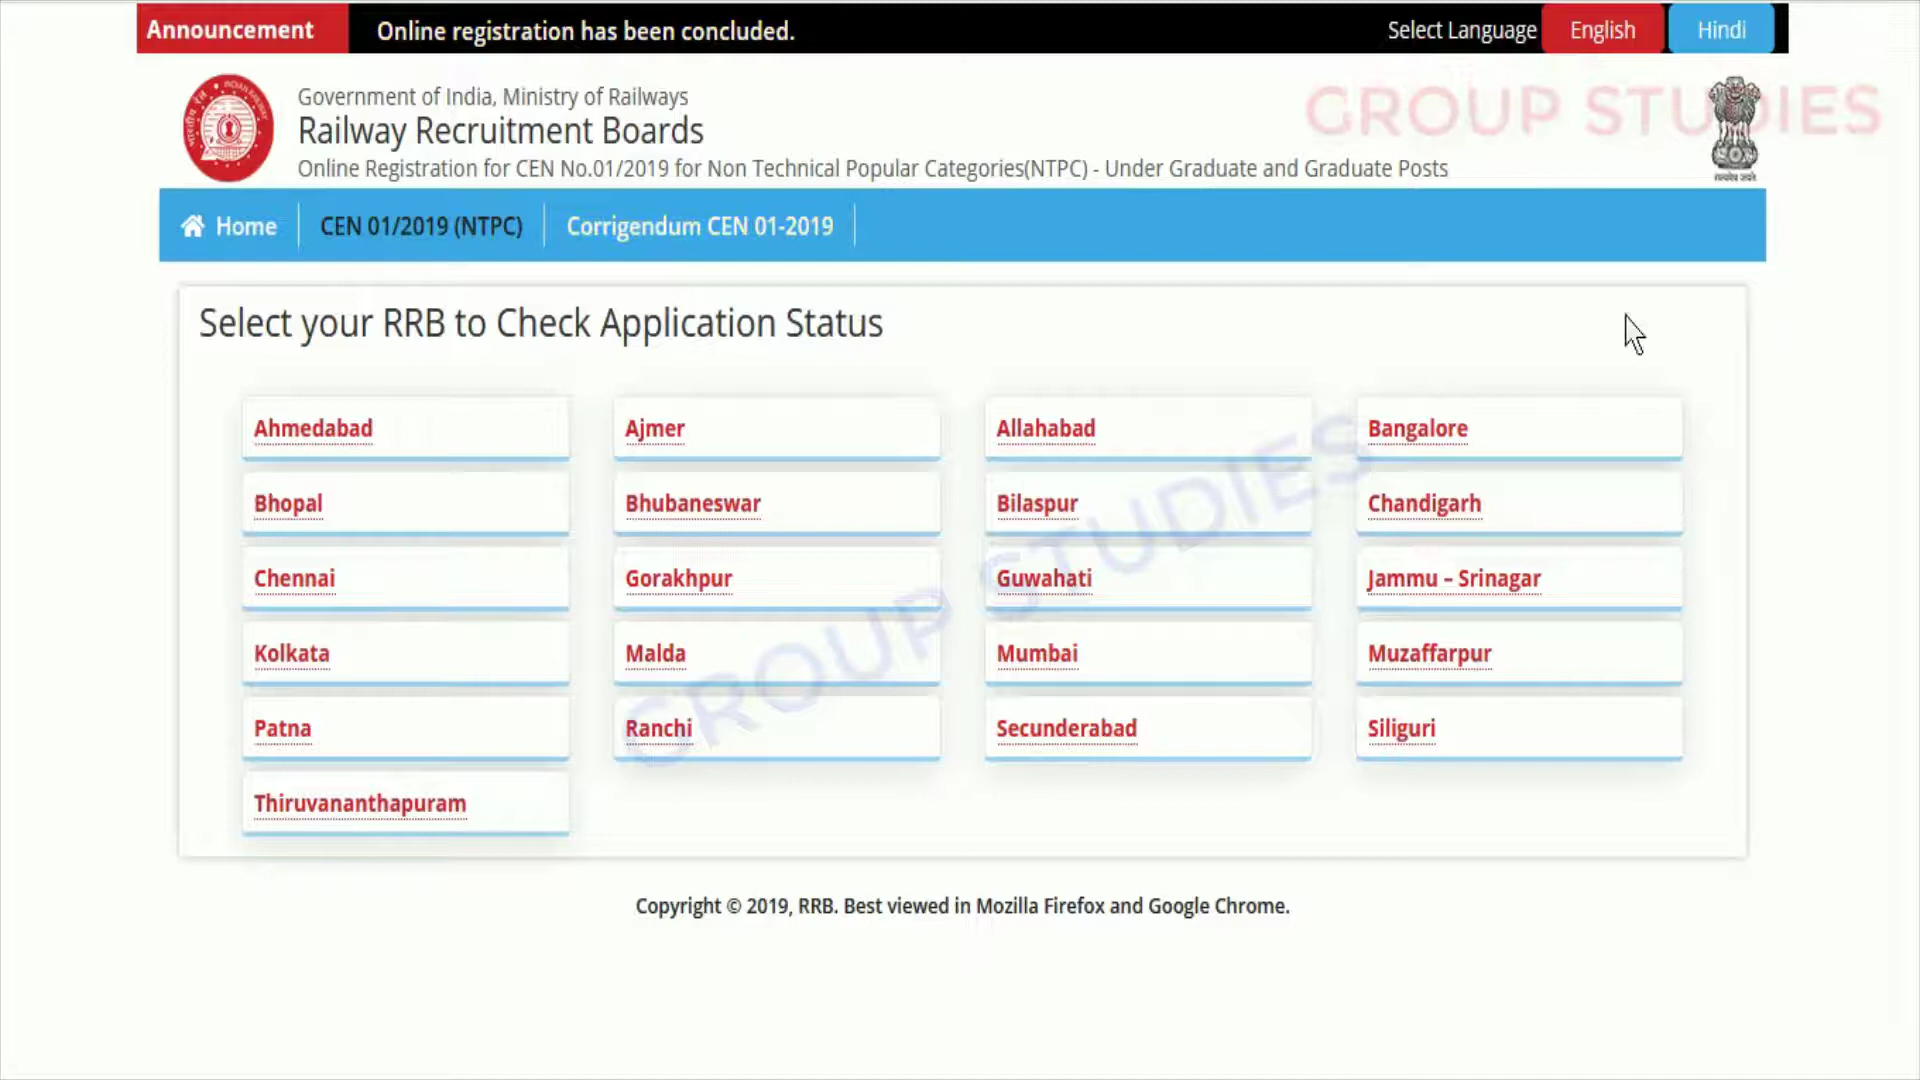 Announcement Online registration has been concluded. Select Language English Hindi
GROUP STUDIES
Government of India, Ministry of Railways
Railway Recruitment Boards
Online Registration for CEN No.01/2019 for Non Technical Popular Categories(NTPC) - Under Graduate and Graduate Posts
Home CEN 01/2019 (NTPC) Corrigendum CEN 01-2019
Select your RRB to Check Application Status
Ahmedabad Ajmer Allahabad Bangalore
Bhopal Bhubaneswar Bilaspur Chandigarh
Chennai Gorakhpur Guwahati Jammu – Srinagar
Kolkata Malda Mumbai Muzaffarpur
Patna Ranchi Secunderabad Siliguri
Thiruvananthapuram
GROUP STUDIES
Copyright © 2019, RRB. Best viewed in Mozilla Firefox and Google Chrome.